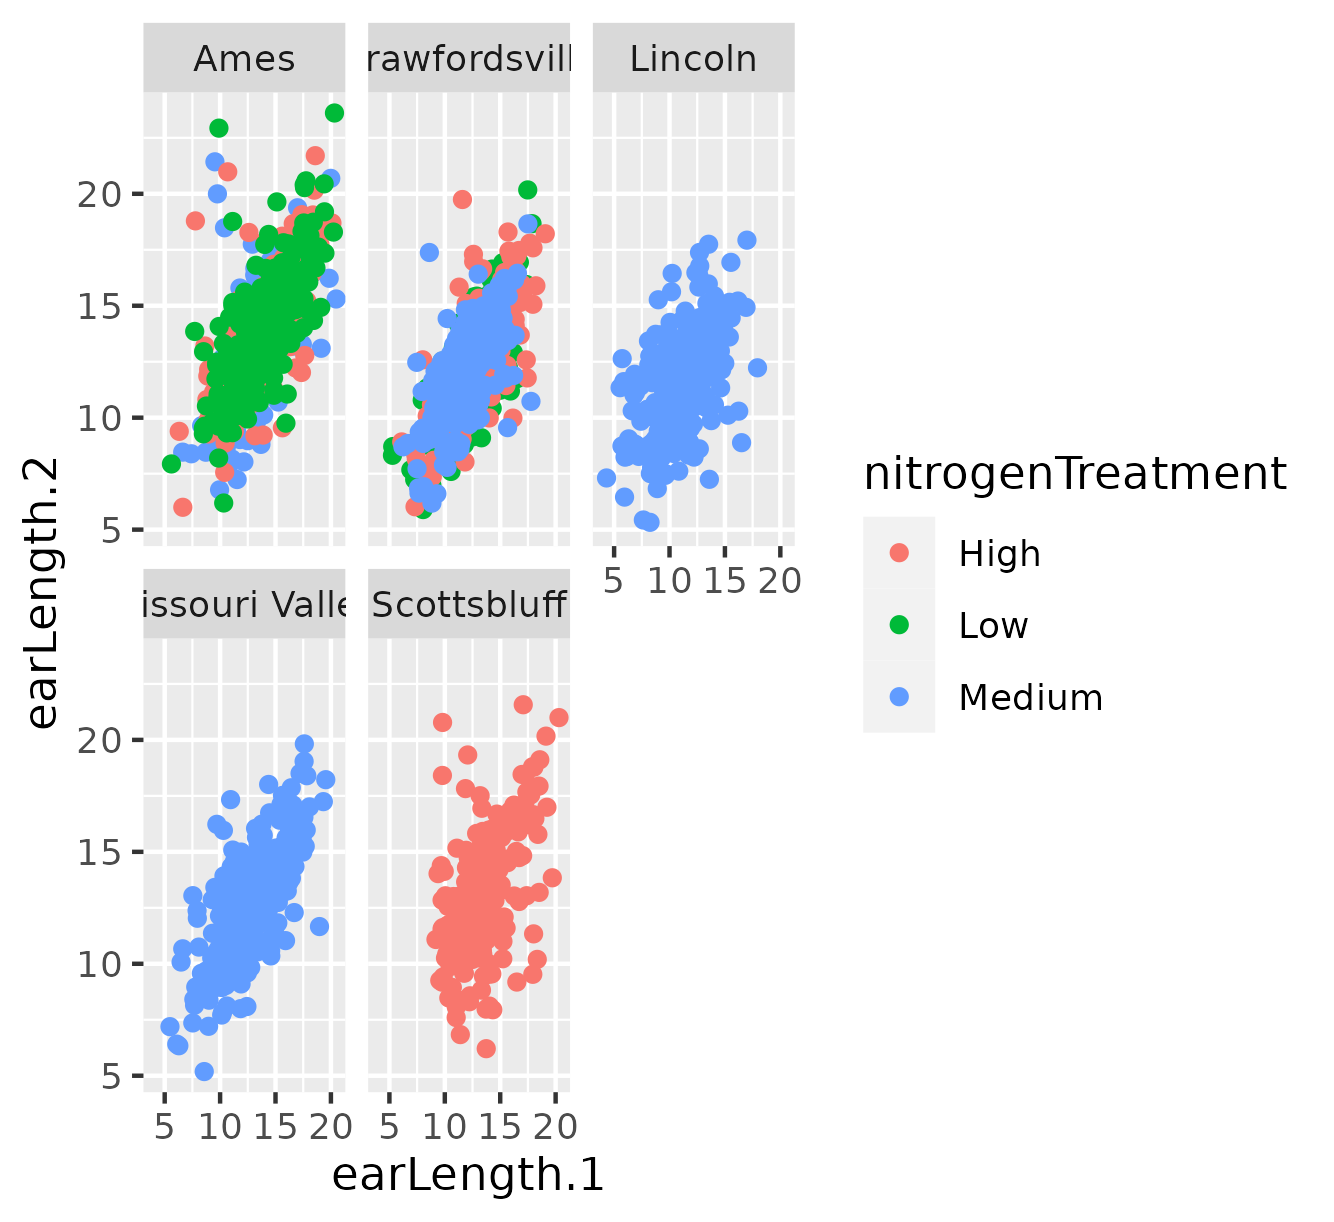 Ames
rawfordsvill
Lincoln
20
15
10
5
5 10 15 20
issouri Valle
Scottsbluff
20
15
10
5
5 10 15 20
5 10 15 20
earLength.1
earLength.2
nitrogenTreatment
High
Low
Medium